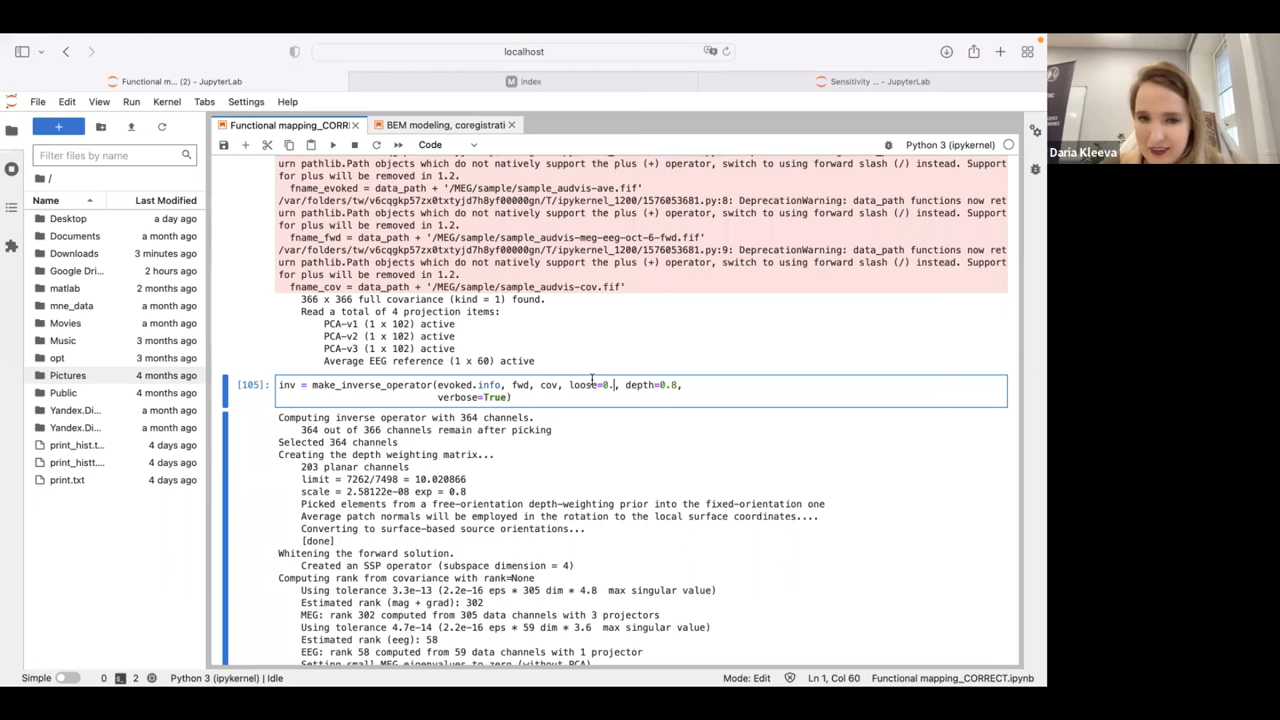 localhost
Functional m... (2) - JupyterLab
index
Sensitivity ... - JupyterLab
File Edit View Run Kernel Tabs Settings Help
Functional mapping_CORRI
BEM modeling, coregistrati
Code
Python 3 (ipykernel)
Daria Kleeva
Filter files by name
/
Name Last Modified
Desktop a day ago
Documents a month ago
Downloads 3 minutes ago
Google Dri... 2 hours ago
matlab 2 months ago
mne_data a month ago
Movies a month ago
Music 3 months ago
opt a month ago
Pictures 4 months ago
Public a month ago
Yandex.Di... a month ago
Yandex.Di... a month ago
print_hist.t... 4 days ago
print_histt.... 4 days ago
print.txt 4 days ago
urn pathlib.Path objects which do not natively support the plus (+) operator, switch to using forward slash (/) instead. Support
for plus will be removed in 1.2.
fname_evoked = data_path + '/MEG/sample/sample_audvis-ave.fif'
/var/folders/tw/v6cqgkp57zx0txtyjd7h8yf00000gn/T/ipykernel_1200/1576053681.py:8: DeprecationWarning: data_path functions now ret
urn pathlib.Path objects which do not natively support the plus (+) operator, switch to using forward slash (/) instead. Support
for plus will be removed in 1.2.
fname_fwd = data_path + '/MEG/sample/sample_audvis-meg-eeg-oct-6-fwd.fif'
/var/folders/tw/v6cqgkp57zx0txtyjd7h8yf00000gn/T/ipykernel_1200/1576053681.py:9: DeprecationWarning: data_path functions now ret
urn pathlib.Path objects which do not natively support the plus (+) operator, switch to using forward slash (/) instead. Support
for plus will be removed in 1.2.
fname_cov = data_path + '/MEG/sample/sample_audvis-cov.fif'
366 x 366 full covariance (kind = 1) found.
Read a total of 4 projection items:
PCA-v1 (1 x 102) active
PCA-v2 (1 x 102) active
PCA-v3 (1 x 102) active
Average EEG reference (1 x 60) active
[105]: inv = make_inverse_operator(evoked.info, fwd, cov, loose=0., depth=0.8,
verbose=True)
Computing inverse operator with 364 channels.
364 out of 366 channels remain after picking
Selected 364 channels
Creating the depth weighting matrix...
203 planar channels
limit = 7262/7498 = 10.020866
scale = 2.58122e-08 exp = 0.8
Picked elements from a free-orientation depth-weighting prior into the fixed-orientation one
Average patch normals will be employed in the rotation to the local surface coordinates....
Converting to surface-based source orientations...
[done]
Whitening the forward solution.
Created an SSP operator (subspace dimension = 4)
Computing rank from covariance with rank=None
Using tolerance 3.3e-13 (2.2e-16 eps * 305 dim * 4.8 max singular value)
Estimated rank (mag + grad): 302
MEG: rank 302 computed from 305 data channels with 3 projectors
Using tolerance 4.7e-14 (2.2e-16 eps * 59 dim * 3.6 max singular value)
Estimated rank (eeg): 58
EEG: rank 58 computed from 59 data channels with 1 projector
Setting small MEG eigenvalues to zero (without PCA)
Simple 0 2 Python 3 (ipykernel) | Idle Mode: Edit Ln 1, Col 60 Functional mapping_CORRECT.ipynb